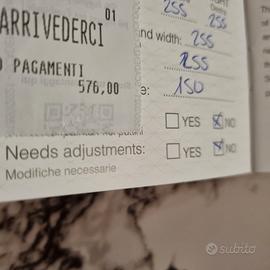 ARRIVEDERCI
01
PAGAMENTI
576,00
255
255
nd width: 255
255
e: 150
YES NO
Needs adjustments: YES NO
Modifiche necessarie
subito